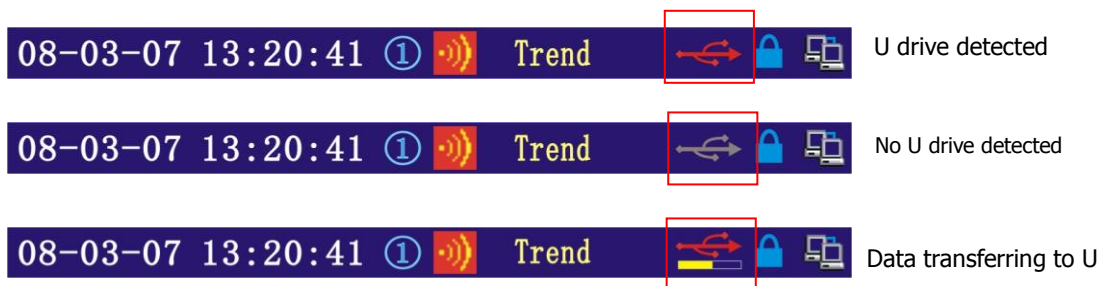 08-03-07 13:20:41 ① Trend U drive detected
08-03-07 13:20:41 ① Trend No U drive detected
08-03-07 13:20:41 ① Trend Data transferring to U